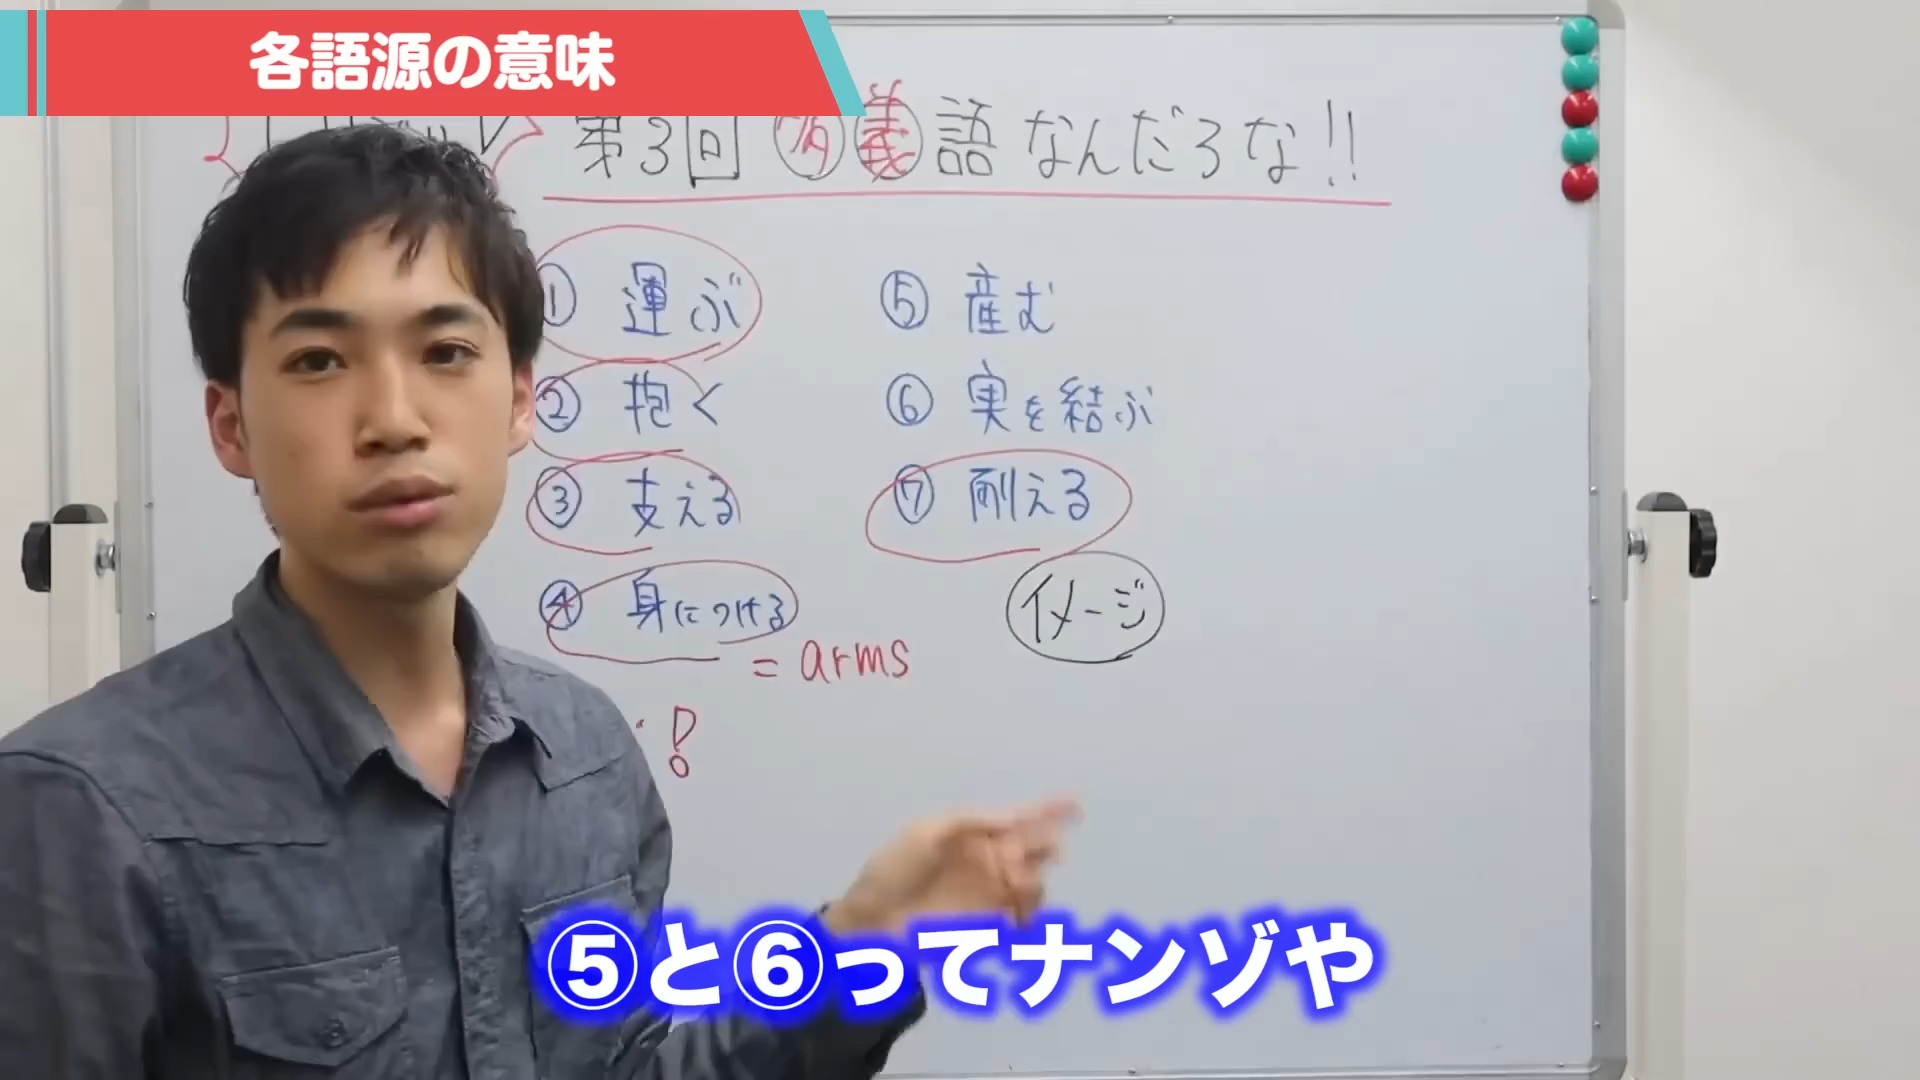 各語源の意味
第3回 多義語なんだろな!!
① 運ぶ
② 抱く
③ 支える
④ 身につける
= arms
!
⑤ 産む
⑥ 実を結ぶ
⑦ 耐える
イメージ
⑤と⑥ってナンゾや